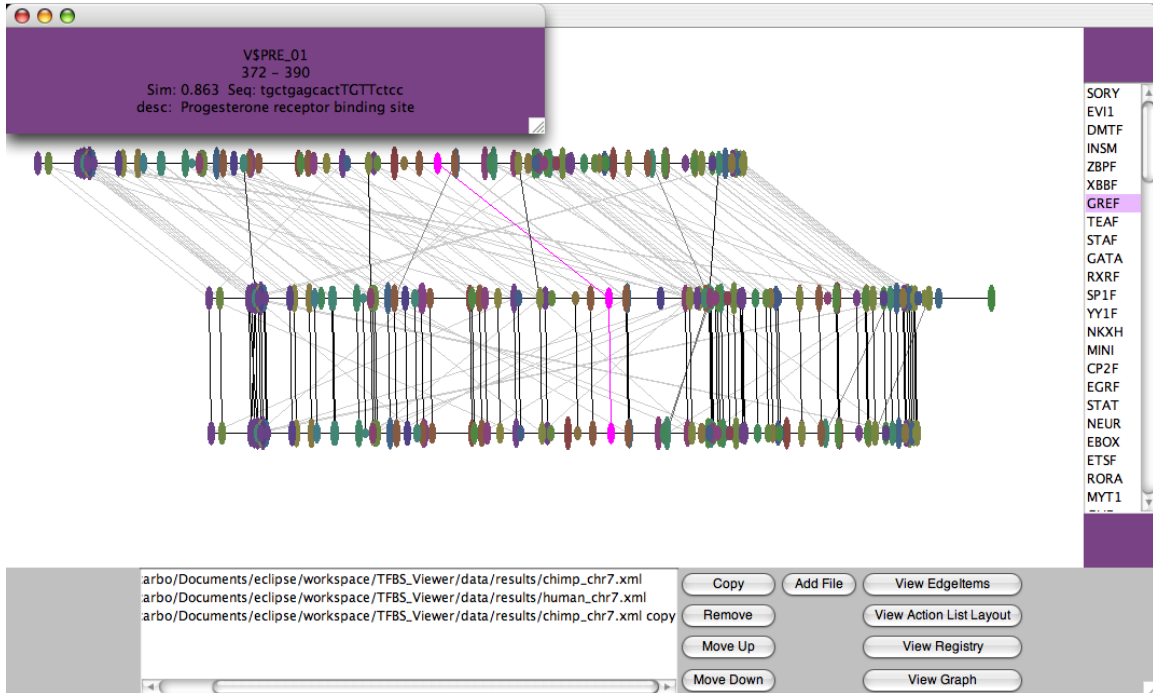 V$PRE_01
372 – 390
Sim: 0.863 Seq: tgctgagcactTGTTctcc
desc: Progesterone receptor binding site
SORY
EVI1
DMTF
INSM
ZBPF
XBBF
GREF
TEAF
STAF
GATA
RXRF
SP1F
YY1F
NKXH
MINI
CP2F
EGRF
STAT
NEUR
EBOX
ETSF
RORA
MYT1
:arbo/Documents/eclipse/workspace/TFBS_Viewer/data/results/chimp_chr7.xml
:arbo/Documents/eclipse/workspace/TFBS_Viewer/data/results/human_chr7.xml
:arbo/Documents/eclipse/workspace/TFBS_Viewer/data/results/chimp_chr7.xml copy
Copy
Add File
View EdgeItems
Remove
View Action List Layout
Move Up
View Registry
Move Down
View Graph